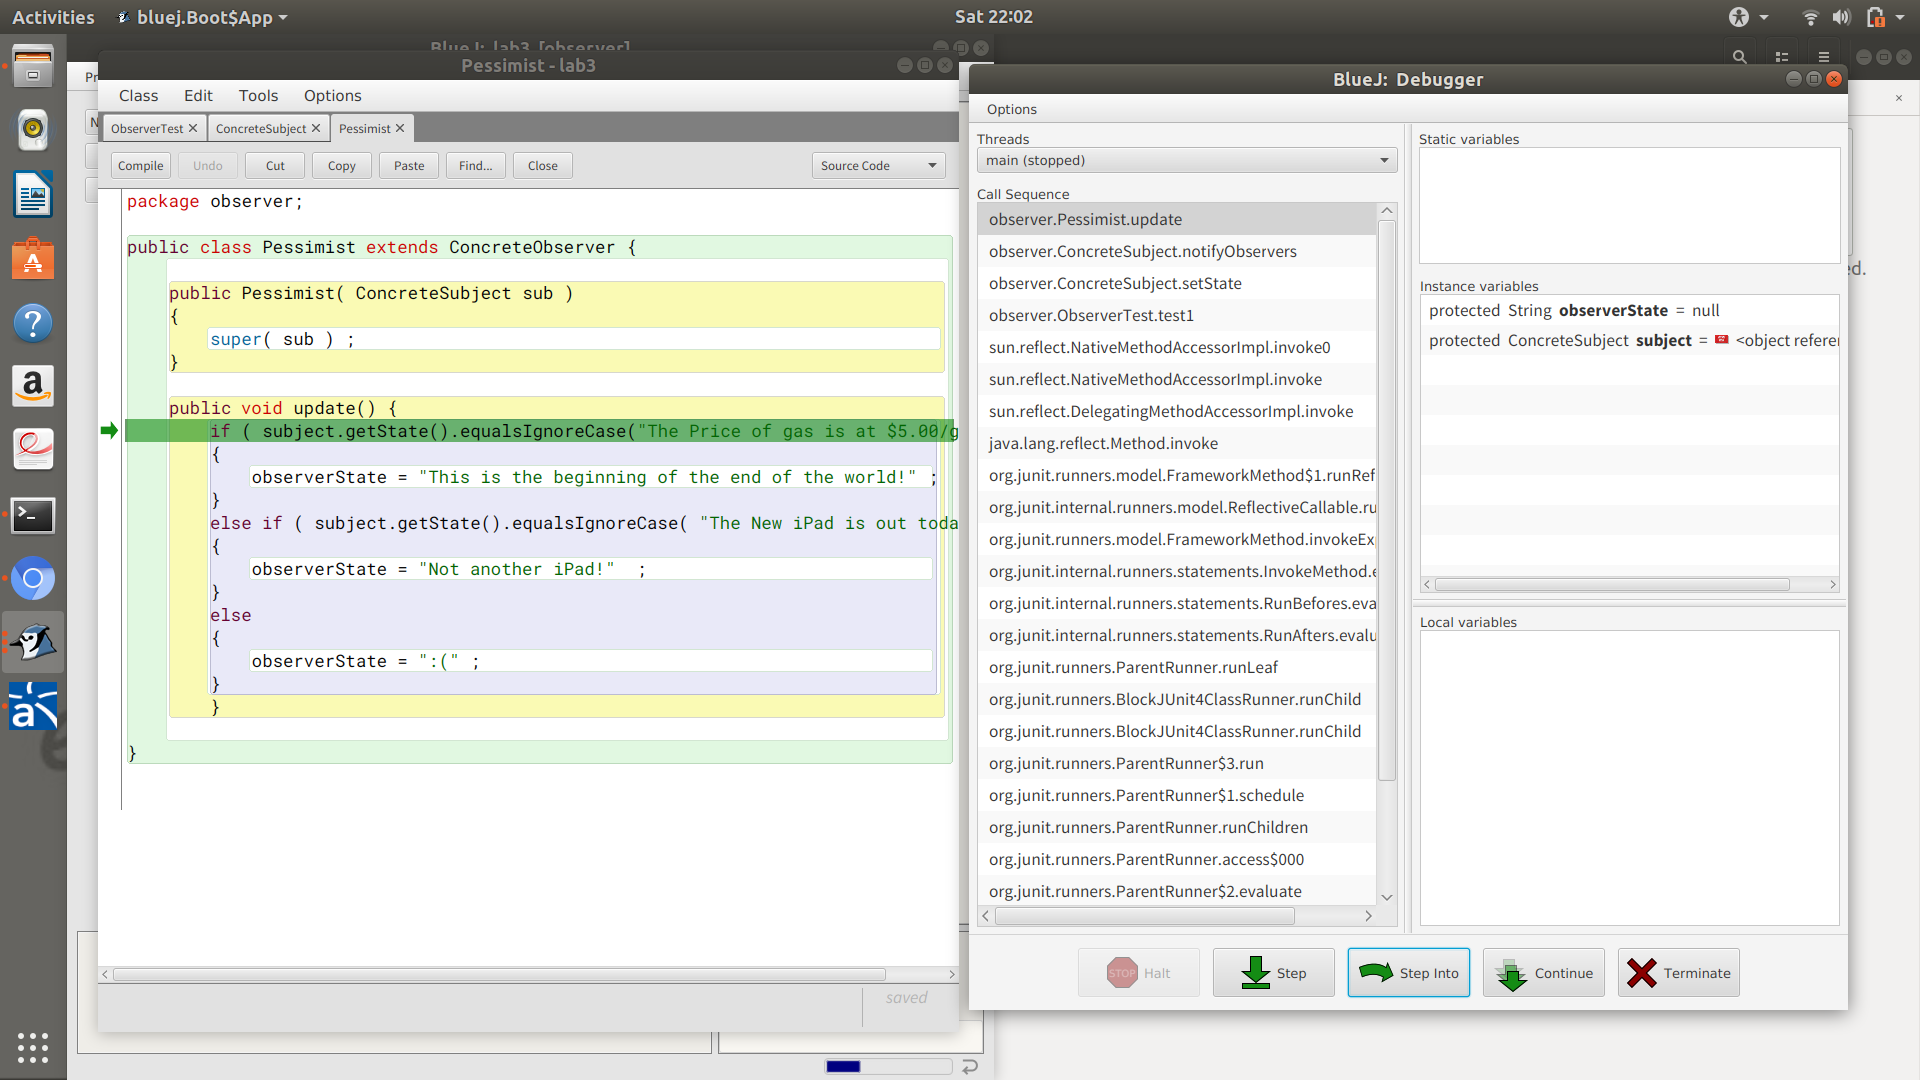 Activities
bluej.Boot$App
Sat 22:02
BlueJ: lab3 [observer]
Pessimist - lab3
Class Edit Tools Options
ObserverTest
ConcreteSubject
Pessimist
Compile
Undo
Cut
Copy
Paste
Find...
Close
Source Code
package observer;
public class Pessimist extends ConcreteObserver {
public Pessimist( ConcreteSubject sub )
{
super( sub ) ;
}
public void update() {
if ( subject.getState().equalsIgnoreCase("The Price of gas is at $5.00/g
{
observerState = "This is the beginning of the end of the world!" ;
}
else if ( subject.getState().equalsIgnoreCase( "The New iPad is out toda
{
observerState = "Not another iPad!"  ;
}
else
{
observerState = ":(" ;
}
}
}
saved
BlueJ: Debugger
Options
Threads
main (stopped)
Call Sequence
observer.Pessimist.update
observer.ConcreteSubject.notifyObservers
observer.ConcreteSubject.setState
observer.ObserverTest.test1
sun.reflect.NativeMethodAccessorImpl.invoke0
sun.reflect.NativeMethodAccessorImpl.invoke
sun.reflect.DelegatingMethodAccessorImpl.invoke
java.lang.reflect.Method.invoke
org.junit.runners.model.FrameworkMethod$1.runRef
org.junit.internal.runners.model.ReflectiveCallable.ru
org.junit.runners.model.FrameworkMethod.invokeEx
org.junit.internal.runners.statements.InvokeMethod.e
org.junit.internal.runners.statements.RunBefores.eva
org.junit.internal.runners.statements.RunAfters.evalu
org.junit.runners.ParentRunner.runLeaf
org.junit.runners.BlockJUnit4ClassRunner.runChild
org.junit.runners.BlockJUnit4ClassRunner.runChild
org.junit.runners.ParentRunner$3.run
org.junit.runners.ParentRunner$1.schedule
org.junit.runners.ParentRunner.runChildren
org.junit.runners.ParentRunner.access$000
org.junit.runners.ParentRunner$2.evaluate
Static variables
Instance variables
protected String observerState = null
protected ConcreteSubject subject = <object referen
Local variables
STOP Halt
Step
Step Into
Continue
Terminate
Pr
N
ed.